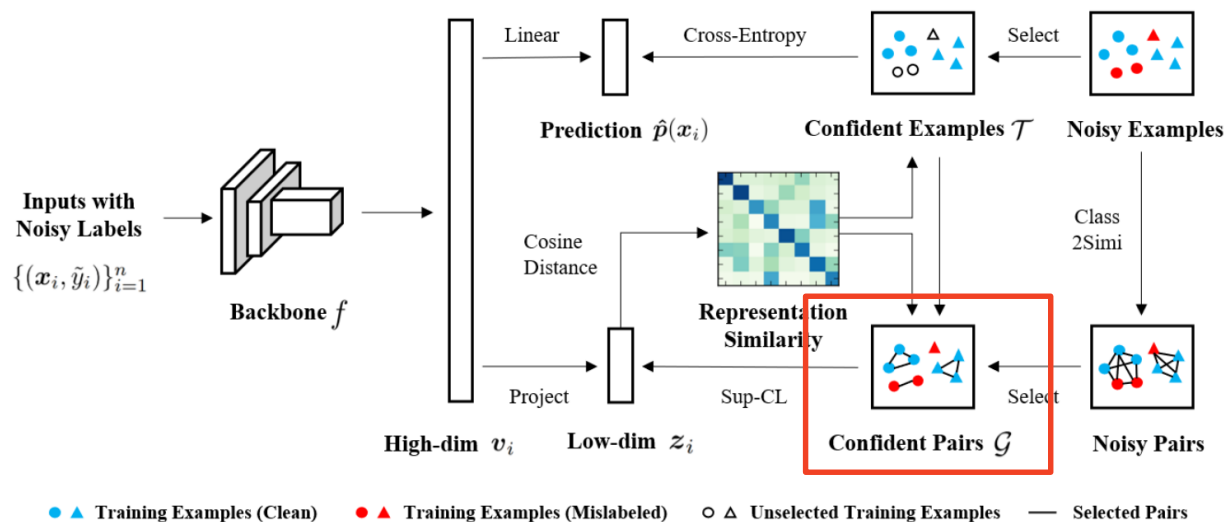 Linear
Cross-Entropy
Select
Prediction p̂(xᵢ)
Confident Examples 𝒯
Noisy Examples
Inputs with
Noisy Labels
{(xᵢ, ỹᵢ)}ⁿᵢ₌₁
Backbone f
Cosine
Distance
Class
2Simi
Representation
Similarity
Project
Sup-CL
Select
High-dim vᵢ
Low-dim zᵢ
Confident Pairs 𝒢
Noisy Pairs
Training Examples (Clean)
Training Examples (Mislabeled)
Unselected Training Examples
Selected Pairs